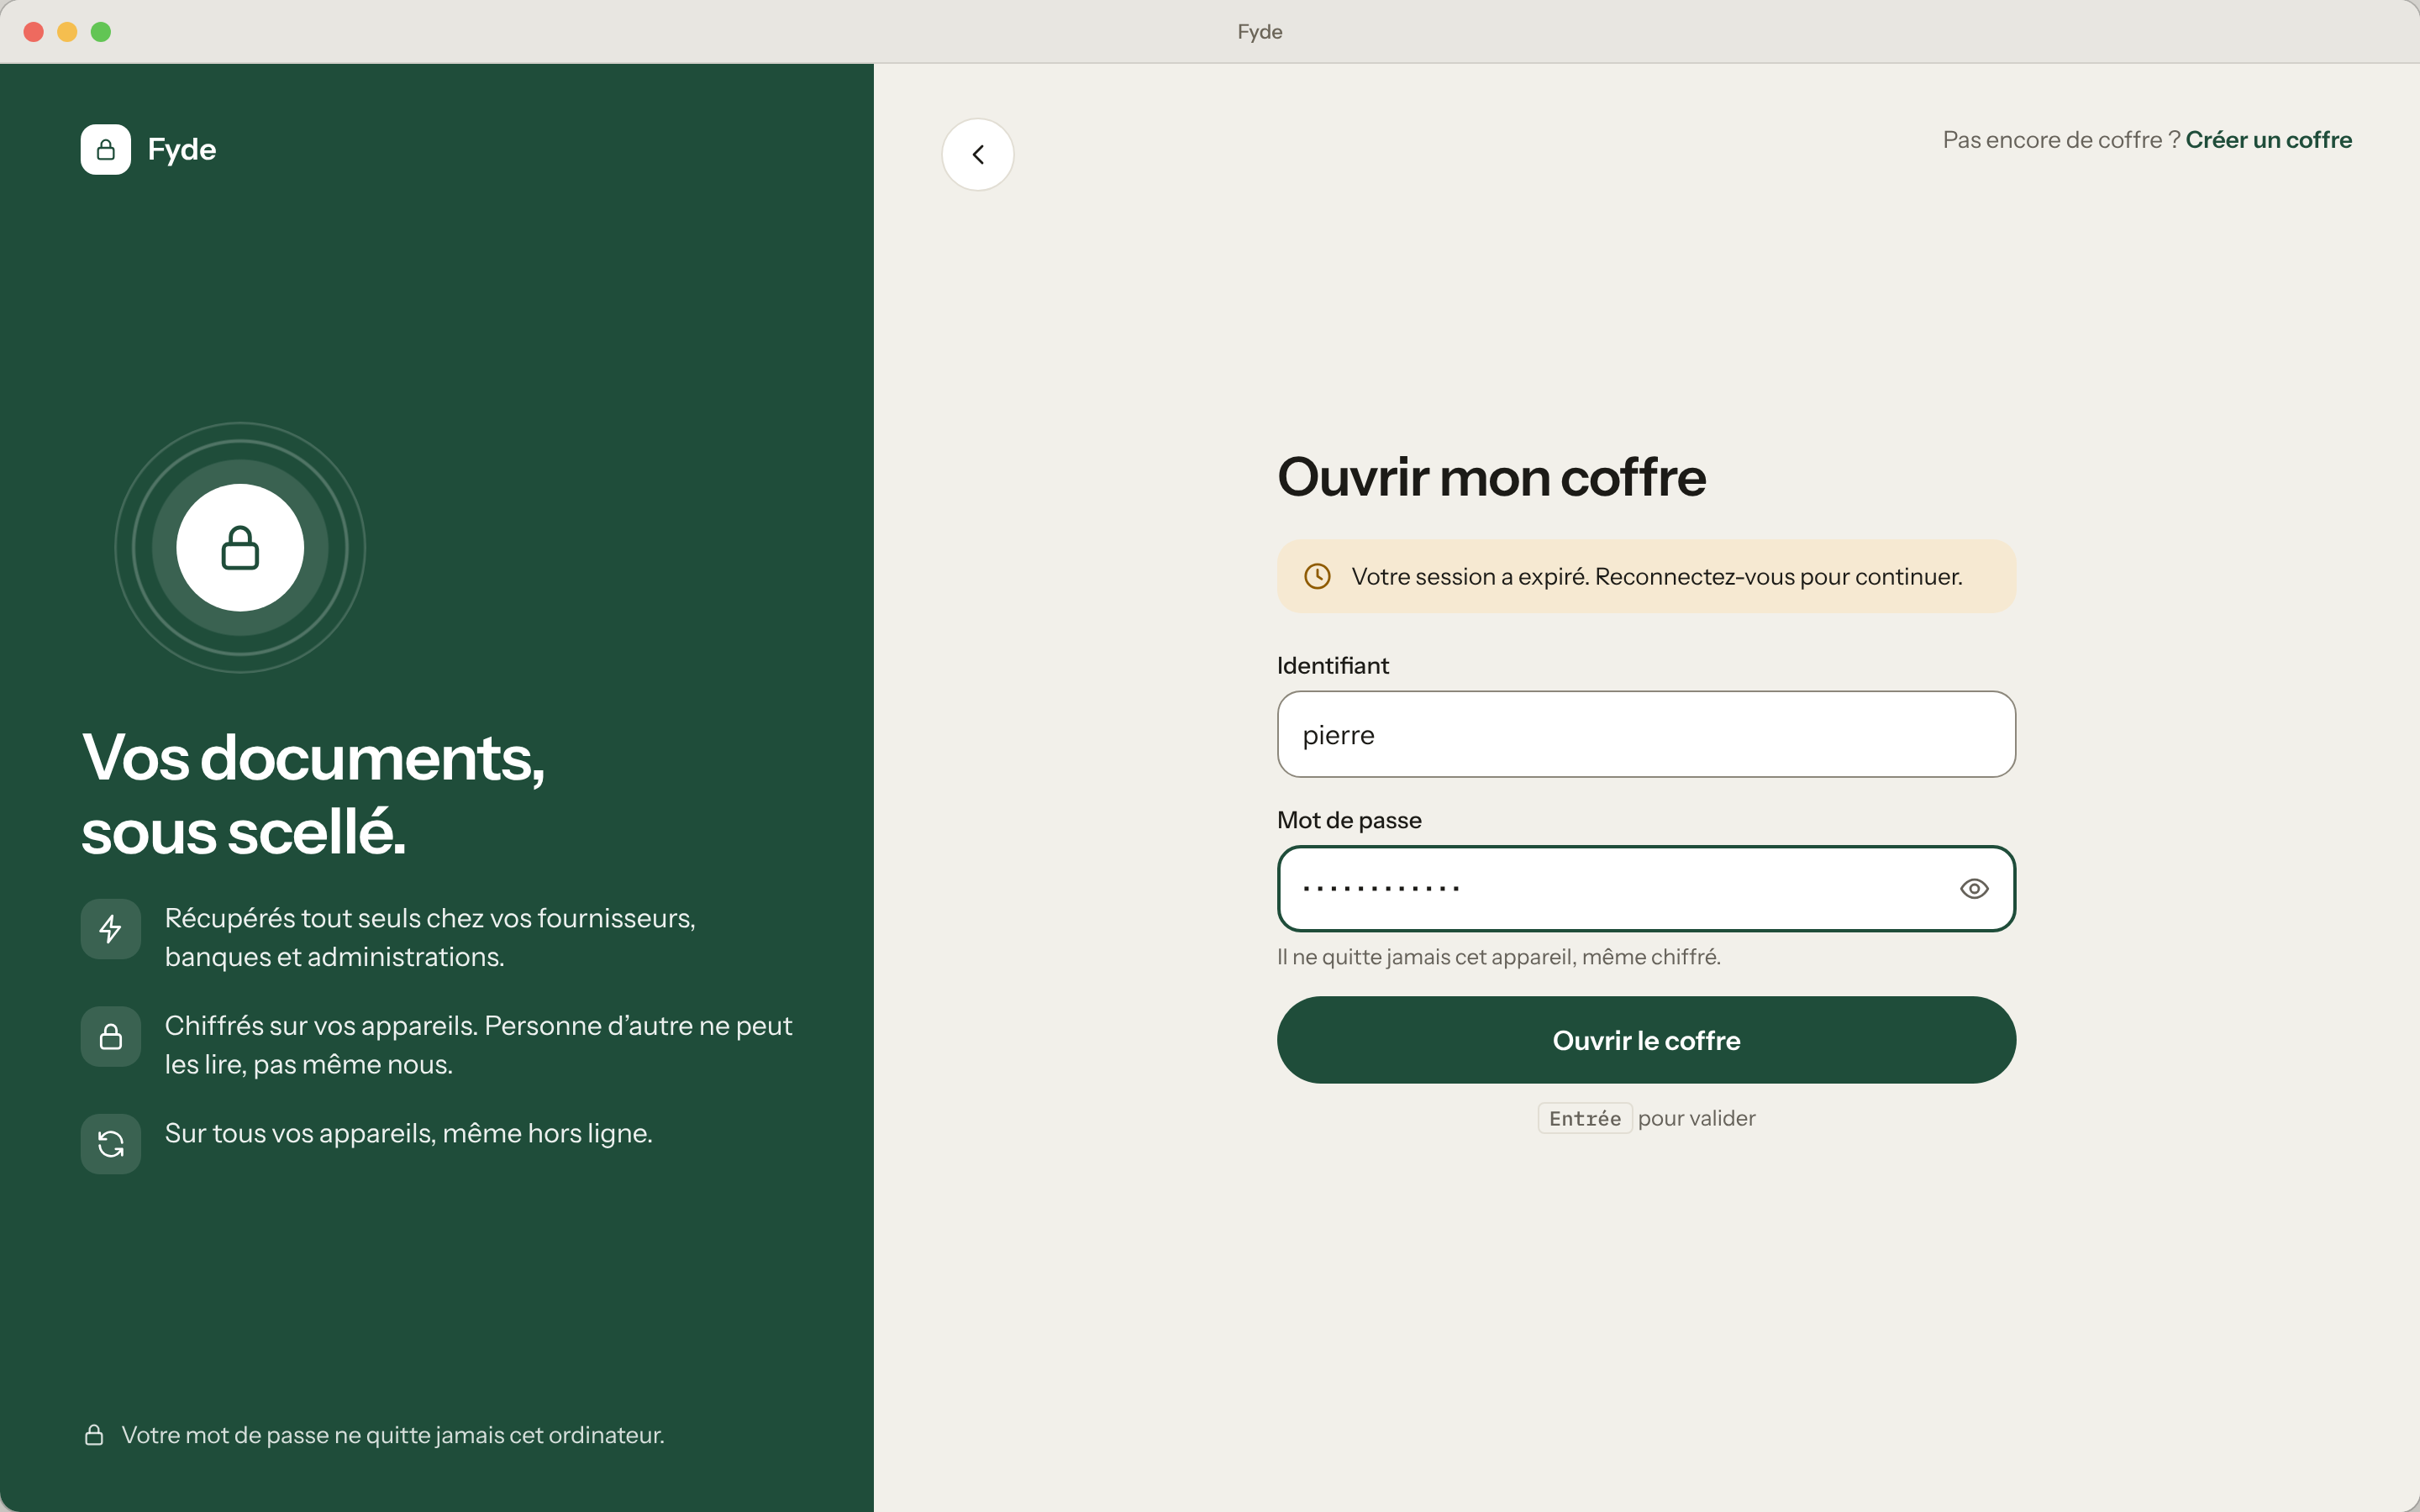 Fyde
Fyde
Vos documents,
sous scellé.
Récupérés tout seuls chez vos fournisseurs,
banques et administrations.
Chiffrés sur vos appareils. Personne d’autre ne peut
les lire, pas même nous.
Sur tous vos appareils, même hors ligne.
Votre mot de passe ne quitte jamais cet ordinateur.
Pas encore de coffre ? Créer un coffre
Ouvrir mon coffre
Votre session a expiré. Reconnectez-vous pour continuer.
Identifiant
pierre
Mot de passe
············
Il ne quitte jamais cet appareil, même chiffré.
Ouvrir le coffre
Entrée pour valider